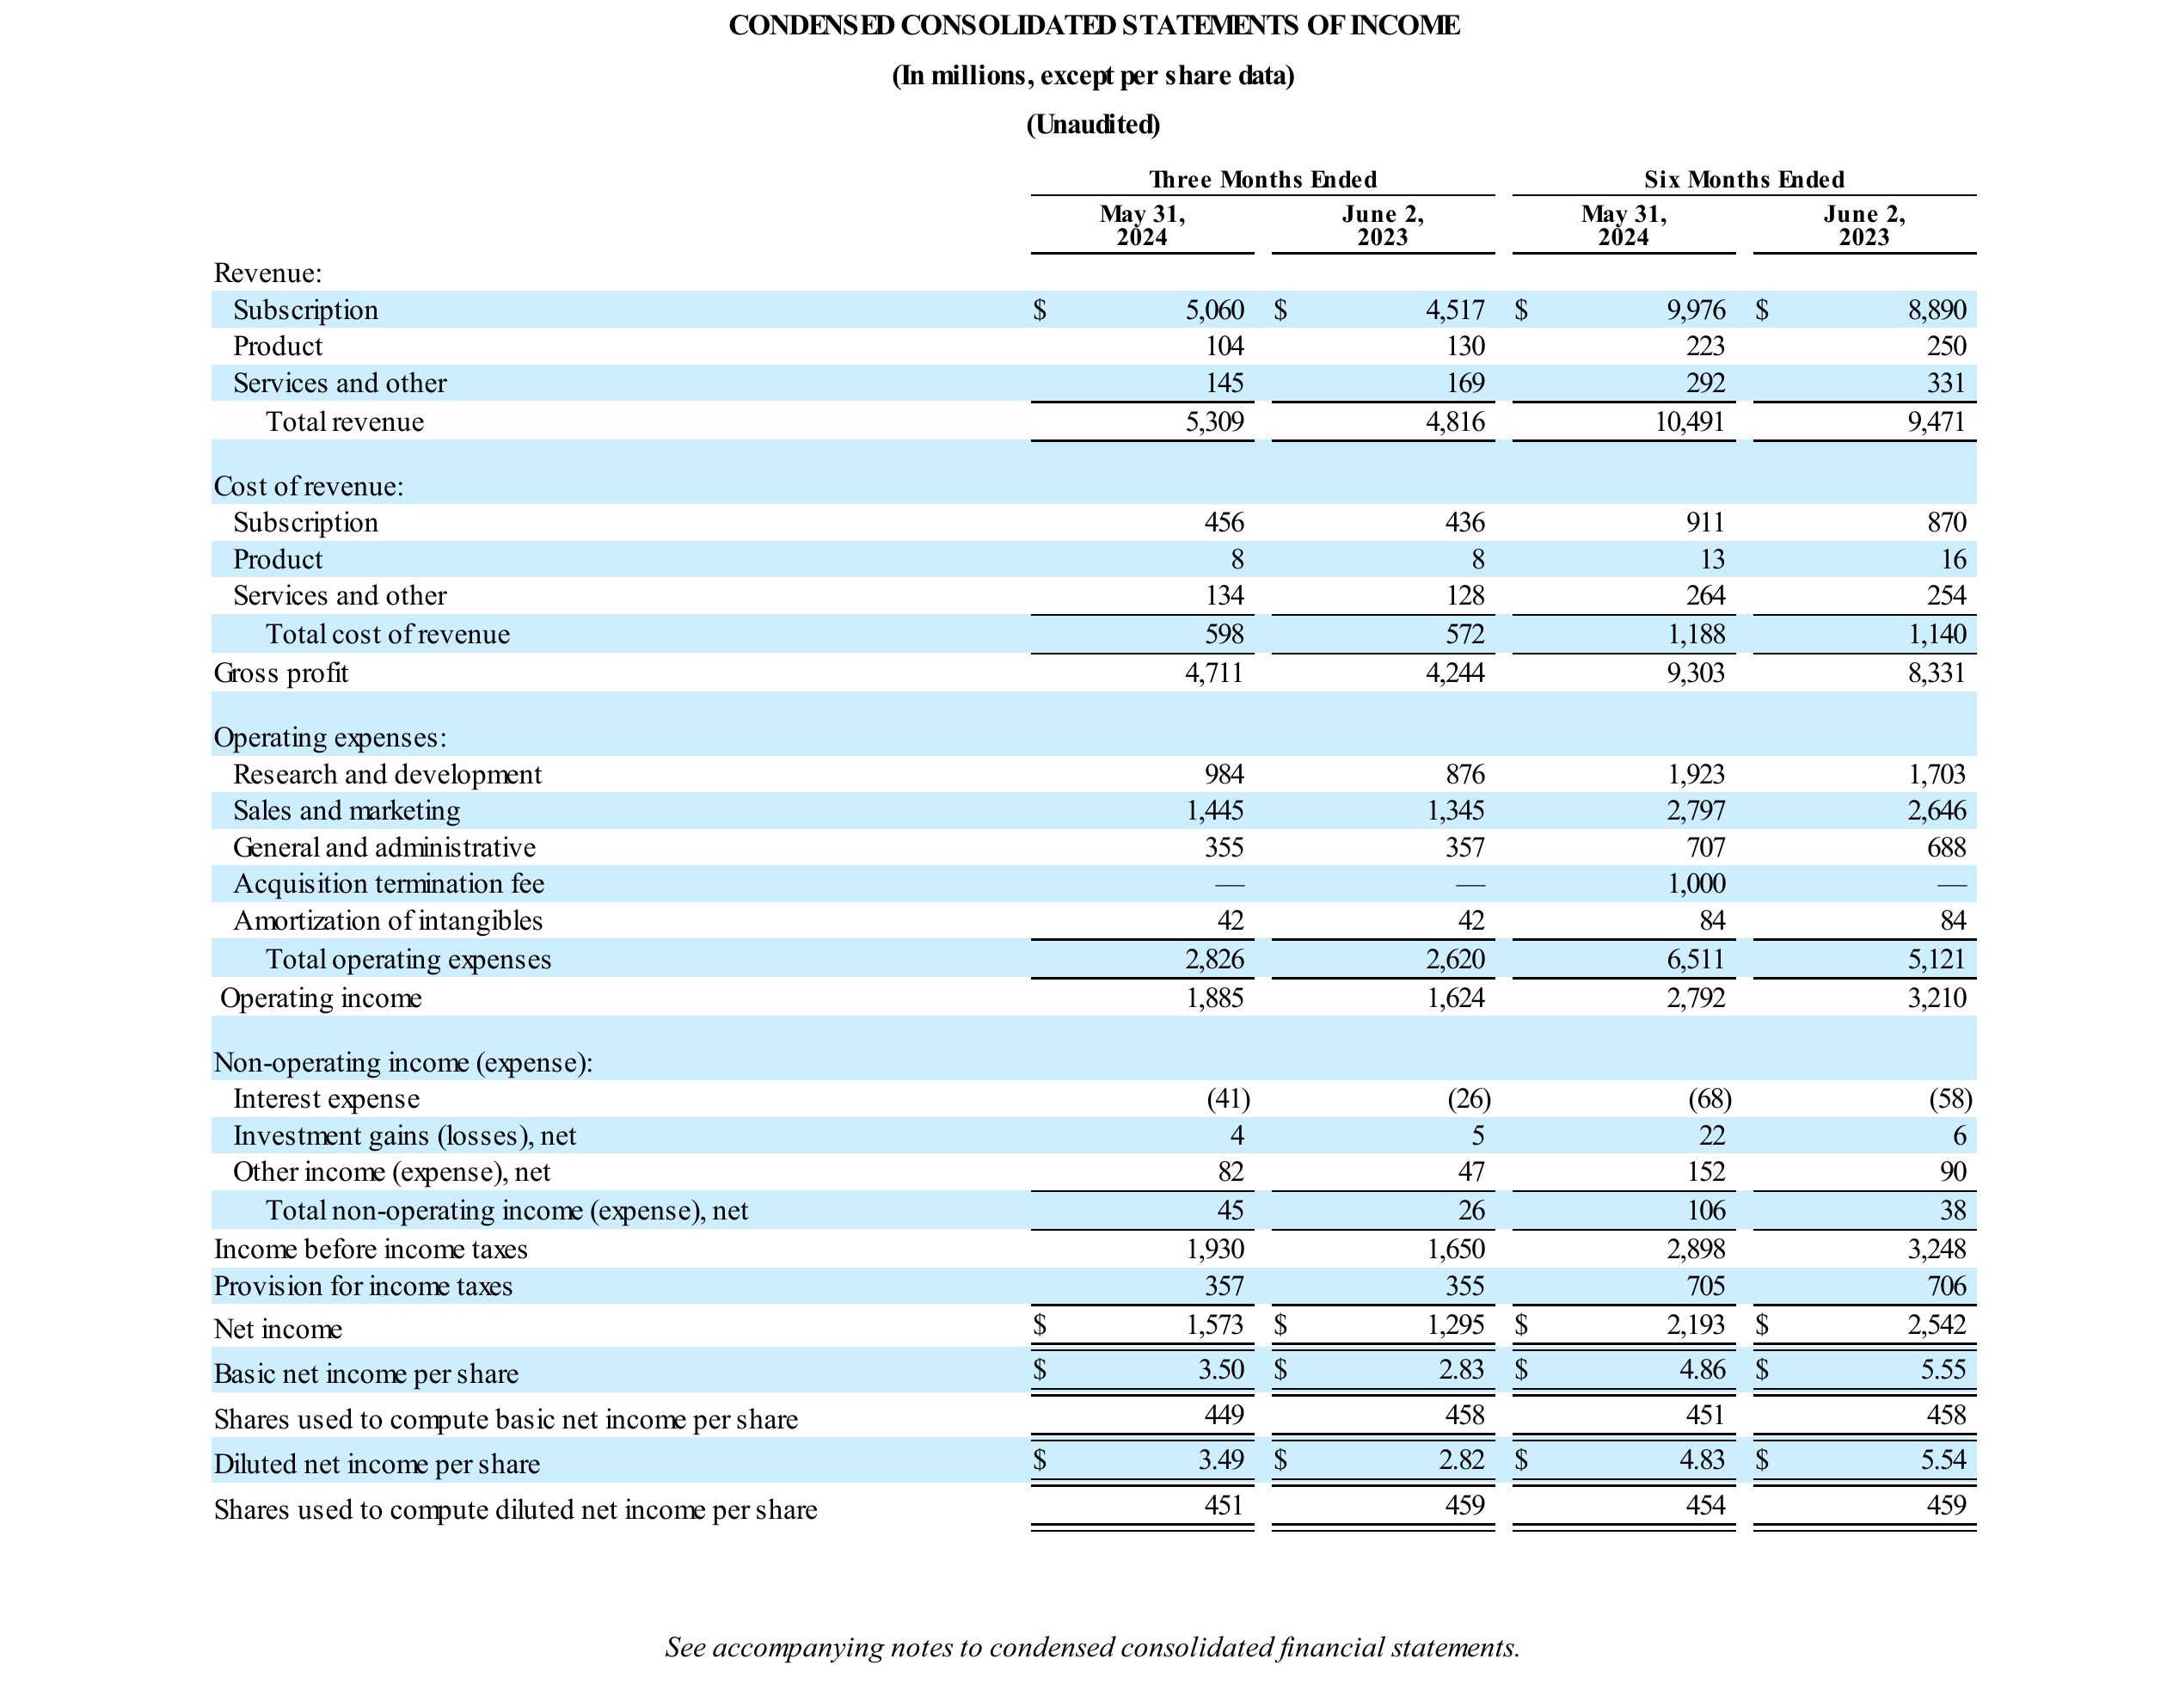 CONDENSED CONSOLIDATED STATEMENTS OF INCOME
(In millions, except per share data)
(Unaudited)
Three Months Ended Six Months Ended
May 31, 2024 June 2, 2023 May 31, 2024 June 2, 2023
Revenue:
Subscription $ 5,060 $ 4,517 $ 9,976 $ 8,890
Product 104 130 223 250
Services and other 145 169 292 331
Total revenue 5,309 4,816 10,491 9,471
Cost of revenue:
Subscription 456 436 911 870
Product 8 8 13 16
Services and other 134 128 264 254
Total cost of revenue 598 572 1,188 1,140
Gross profit 4,711 4,244 9,303 8,331
Operating expenses:
Research and development 984 876 1,923 1,703
Sales and marketing 1,445 1,345 2,797 2,646
General and administrative 355 357 707 688
Acquisition termination fee — — 1,000 —
Amortization of intangibles 42 42 84 84
Total operating expenses 2,826 2,620 6,511 5,121
Operating income 1,885 1,624 2,792 3,210
Non-operating income (expense):
Interest expense (41) (26) (68) (58)
Investment gains (losses), net 4 5 22 6
Other income (expense), net 82 47 152 90
Total non-operating income (expense), net 45 26 106 38
Income before income taxes 1,930 1,650 2,898 3,248
Provision for income taxes 357 355 705 706
Net income $ 1,573 $ 1,295 $ 2,193 $ 2,542
Basic net income per share $ 3.50 $ 2.83 $ 4.86 $ 5.55
Shares used to compute basic net income per share 449 458 451 458
Diluted net income per share $ 3.49 $ 2.82 $ 4.83 $ 5.54
Shares used to compute diluted net income per share 451 459 454 459
See accompanying notes to condensed consolidated financial statements.